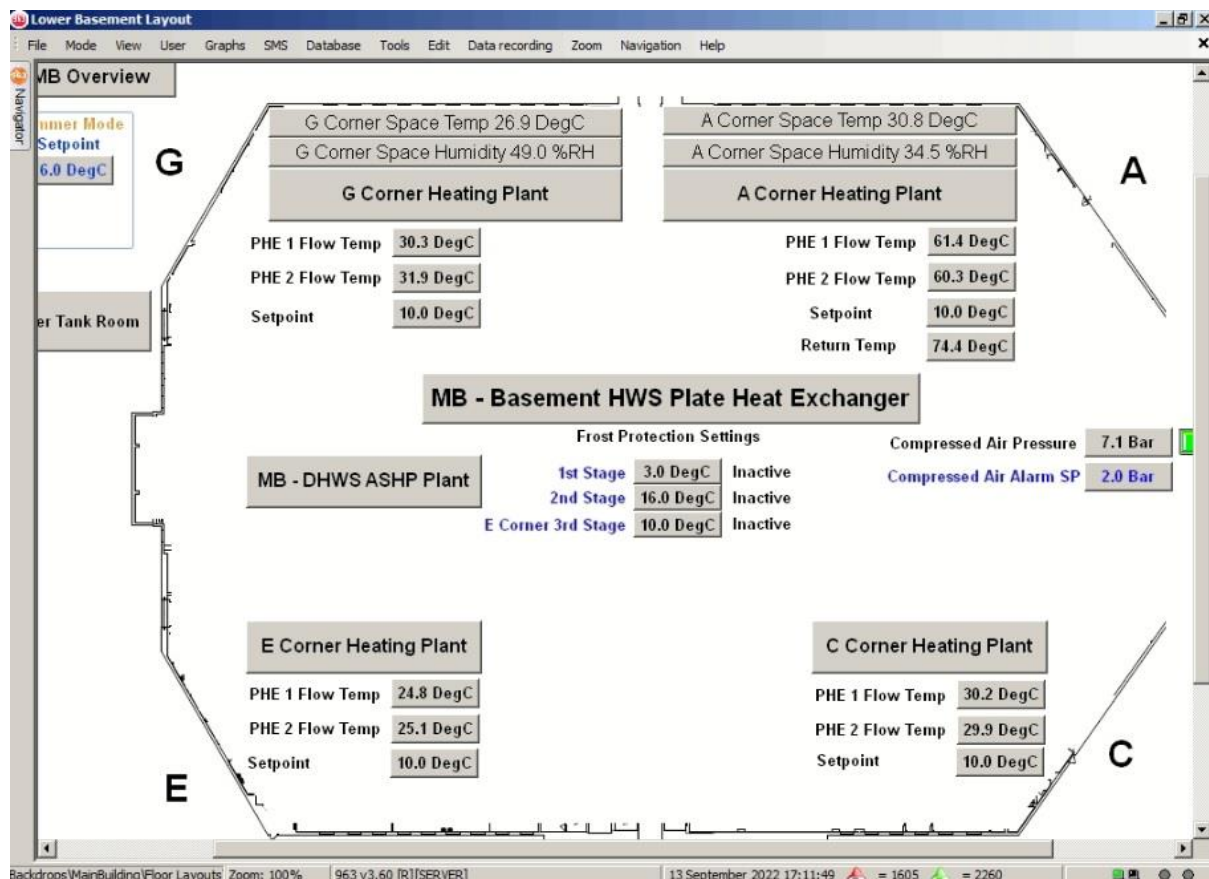 963 Lower Basement Layout
File Mode View User Graphs SMS Database Tools Edit Data recording Zoom Navigation Help
Navigator
MB Overview
mmer Mode
Setpoint
6.0 DegC
G
G Corner Space Temp 26.9 DegC
G Corner Space Humidity 49.0 %RH
G Corner Heating Plant
PHE 1 Flow Temp 30.3 DegC
PHE 2 Flow Temp 31.9 DegC
Setpoint 10.0 DegC
A Corner Space Temp 30.8 DegC
A Corner Space Humidity 34.5 %RH
A Corner Heating Plant
A
PHE 1 Flow Temp 61.4 DegC
PHE 2 Flow Temp 60.3 DegC
Setpoint 10.0 DegC
Return Temp 74.4 DegC
er Tank Room
MB - Basement HWS Plate Heat Exchanger
Frost Protection Settings
1st Stage 3.0 DegC Inactive
2nd Stage 16.0 DegC Inactive
E Corner 3rd Stage 10.0 DegC Inactive
MB - DHWS ASHP Plant
Compressed Air Pressure 7.1 Bar
Compressed Air Alarm SP 2.0 Bar
E Corner Heating Plant
PHE 1 Flow Temp 24.8 DegC
PHE 2 Flow Temp 25.1 DegC
Setpoint 10.0 DegC
E
C Corner Heating Plant
PHE 1 Flow Temp 30.2 DegC
PHE 2 Flow Temp 29.9 DegC
Setpoint 10.0 DegC
C
Backdrops\MainBuilding\Floor Layouts Zoom: 100% 963 v3.60 [R][SERVER] 13 September 2022 17:11:49 = 1605 = 2260